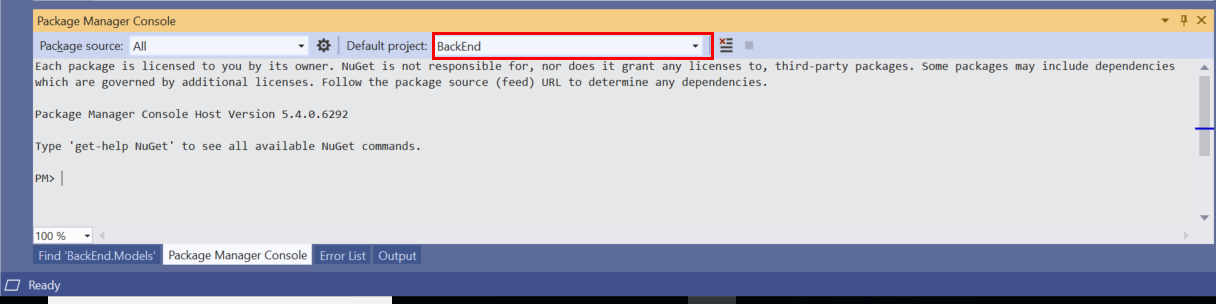 Package Manager Console
Package source: All Default project: BackEnd
Each package is licensed to you by its owner. NuGet is not responsible for, nor does it grant any licenses to, third-party packages. Some packages may include dependencies
which are governed by additional licenses. Follow the package source (feed) URL to determine any dependencies.
Package Manager Console Host Version 5.4.0.6292
Type 'get-help NuGet' to see all available NuGet commands.
PM>
100 %
Find 'BackEnd.Models' Package Manager Console Error List Output
Ready